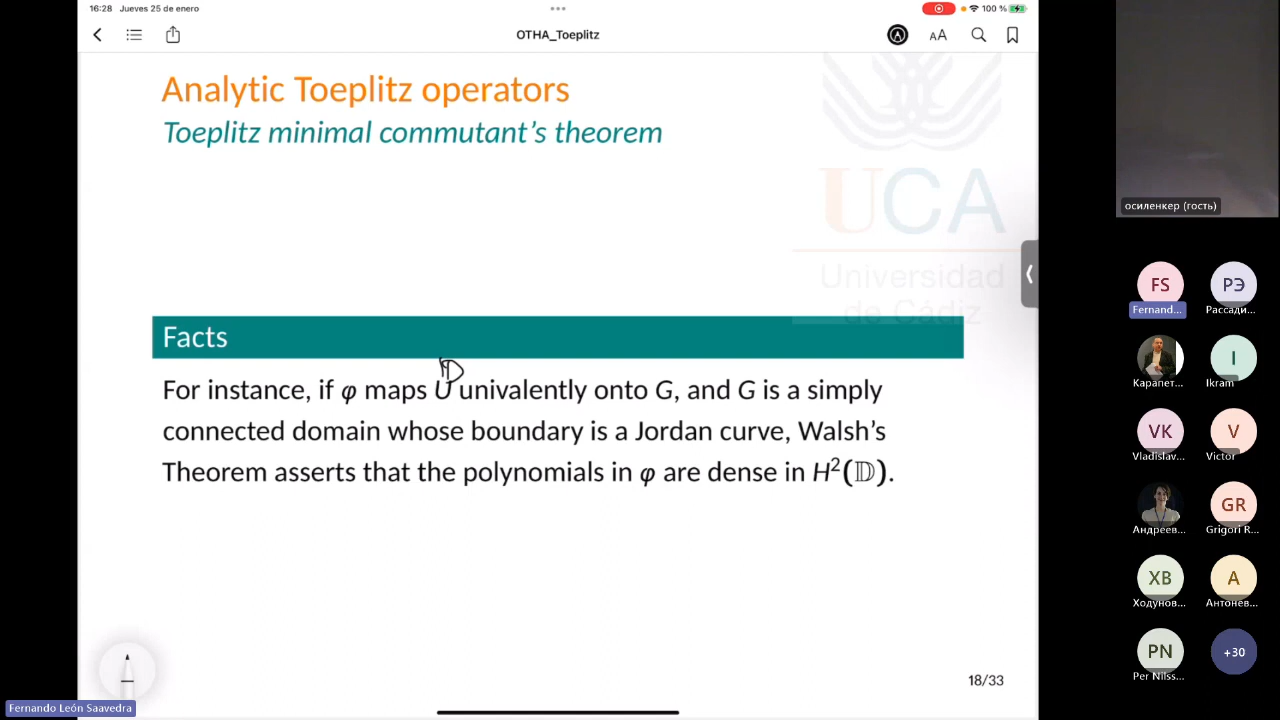 16:28 Jueves 25 de enero
100 %
OTHA_Toeplitz
AA
Analytic Toeplitz operators
Toeplitz minimal commutant's theorem
UCA
Universidad
de Cádiz
Facts
𝔻
For instance, if φ maps U univalently onto G, and G is a simply
connected domain whose boundary is a Jordan curve, Walsh's
Theorem asserts that the polynomials in φ are dense in H²(𝔻).
18/33
Fernando León Saavedra
осиленкер (гость)
FS
Fernand...
РЭ
Рассади...
Карапет...
I
Ikram
VK
Vladislav...
V
Victor
Андреев...
GR
Grigori R...
ХВ
Ходунов...
А
Антонев...
PN
Per Nilss...
+30